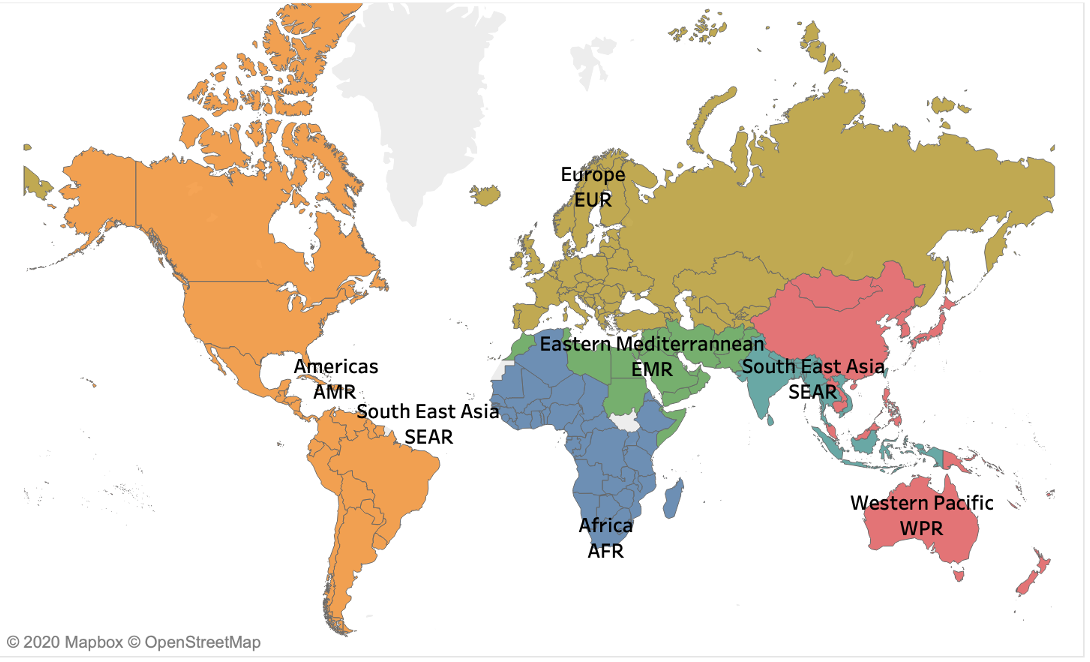 Europe
EUR
Eastern Mediterrannean
EMR
Americas
AMR
South East Asia
SEAR
South East Asia
SEAR
Western Pacific
WPR
Africa
AFR
© 2020 Mapbox © OpenStreetMap